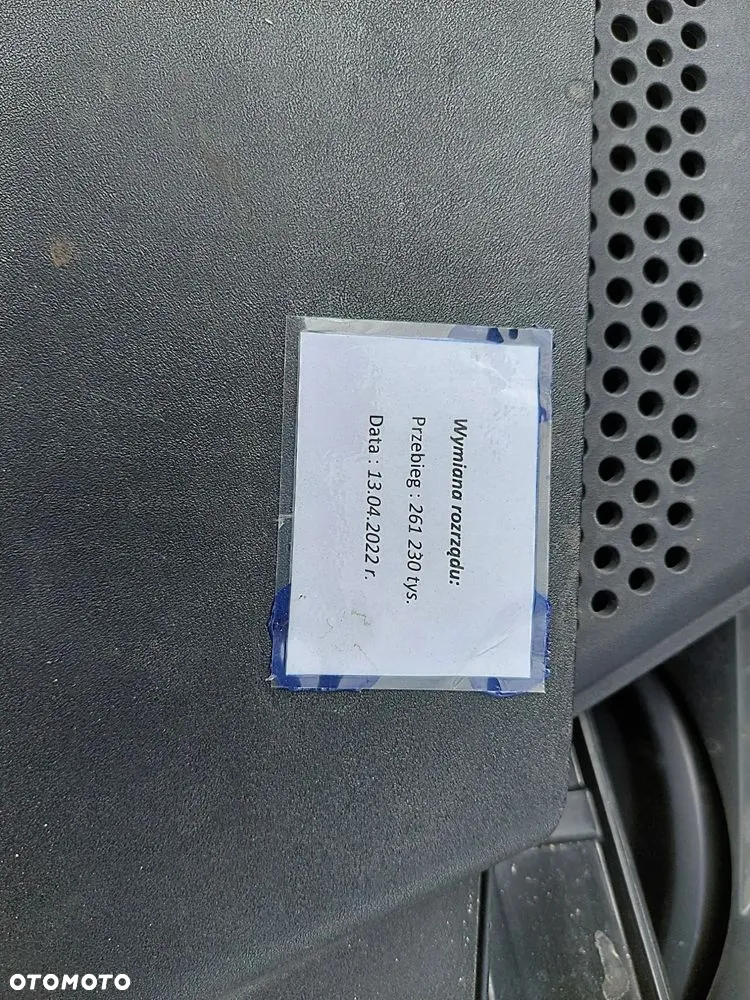 Wymiana rozrządu:
Przebieg : 261 230 tys.
Data : 13.04.2022 r.
OTOMOTO